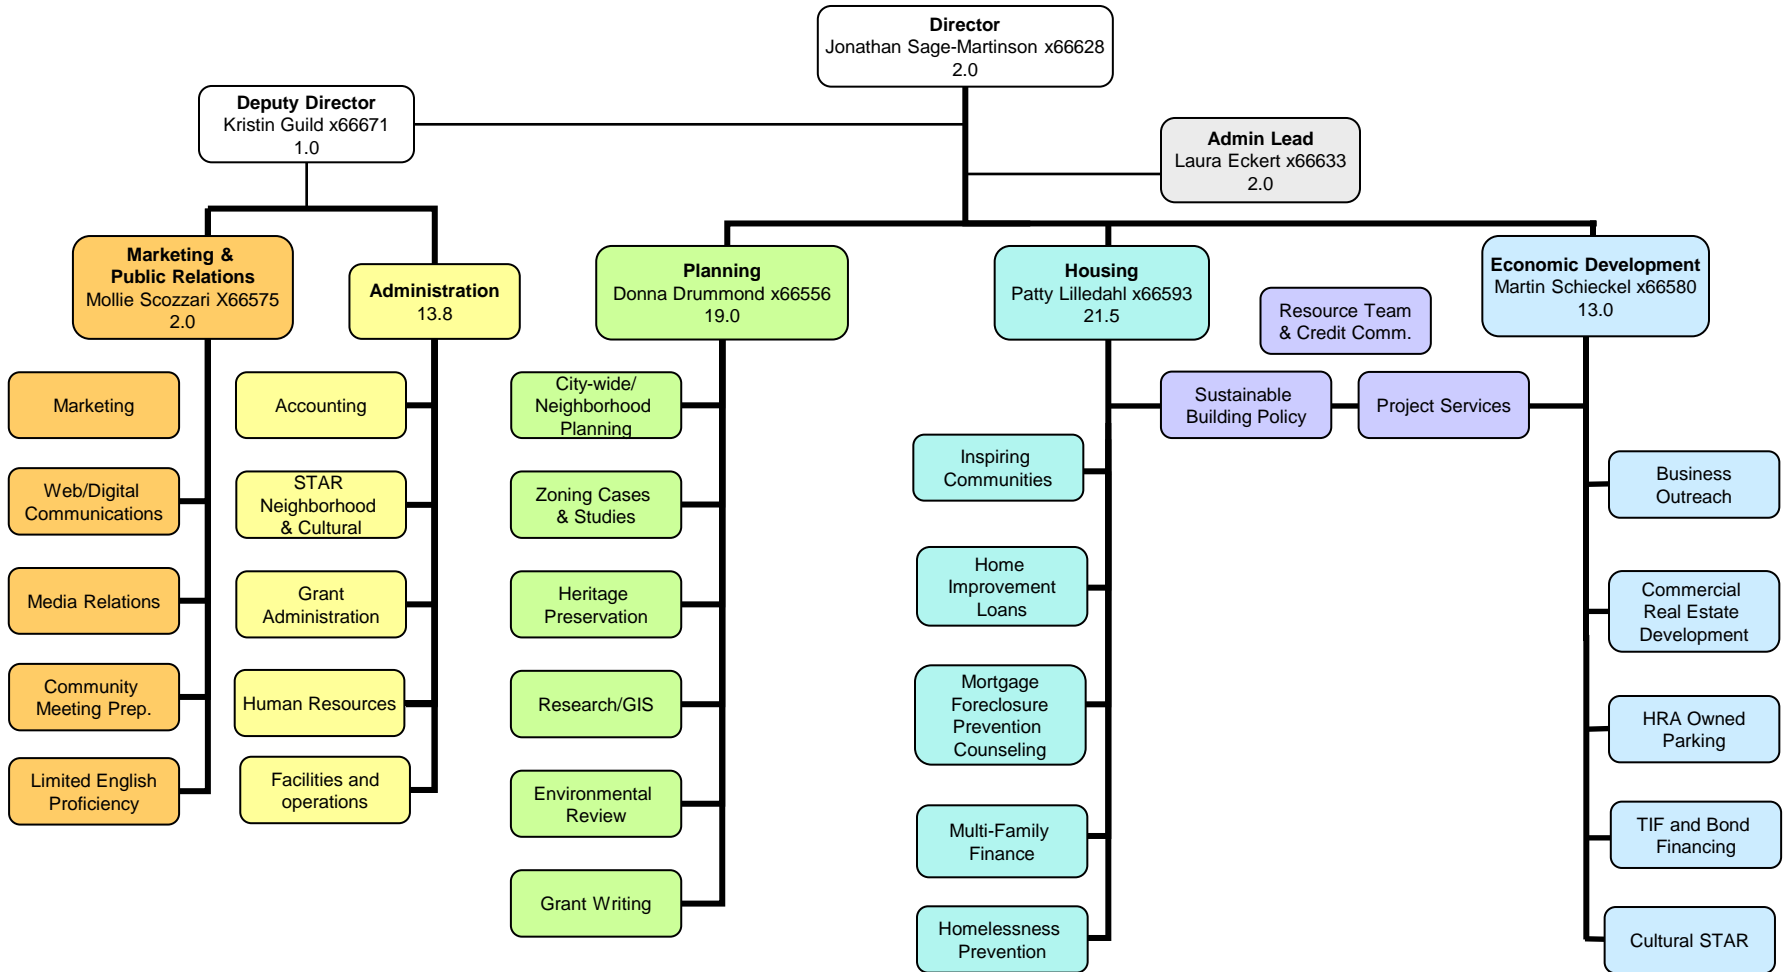 Director
Jonathan Sage-Martinson x66628
2.0
Deputy Director
Kristin Guild x66671
1.0
Admin Lead
Laura Eckert x66633
2.0
Marketing &
Public Relations
Mollie Scozzari X66575
2.0
Administration
13.8
Planning
Donna Drummond x66556
19.0
Housing
Patty Lilledahl x66593
21.5
Economic Development
Martin Schieckel x66580
13.0
Resource Team
& Credit Comm.
Sustainable
Building Policy
Project Services
Marketing
Web/Digital
Communications
Media Relations
Community
Meeting Prep.
Limited English
Proficiency
Accounting
STAR
Neighborhood
& Cultural
Grant
Administration
Human Resources
Facilities and
operations
City-wide/
Neighborhood
Planning
Zoning Cases
& Studies
Heritage
Preservation
Research/GIS
Environmental
Review
Grant Writing
Inspiring
Communities
Home
Improvement
Loans
Mortgage
Foreclosure
Prevention
Counseling
Multi-Family
Finance
Homelessness
Prevention
Business
Outreach
Commercial
Real Estate
Development
HRA Owned
Parking
TIF and Bond
Financing
Cultural STAR